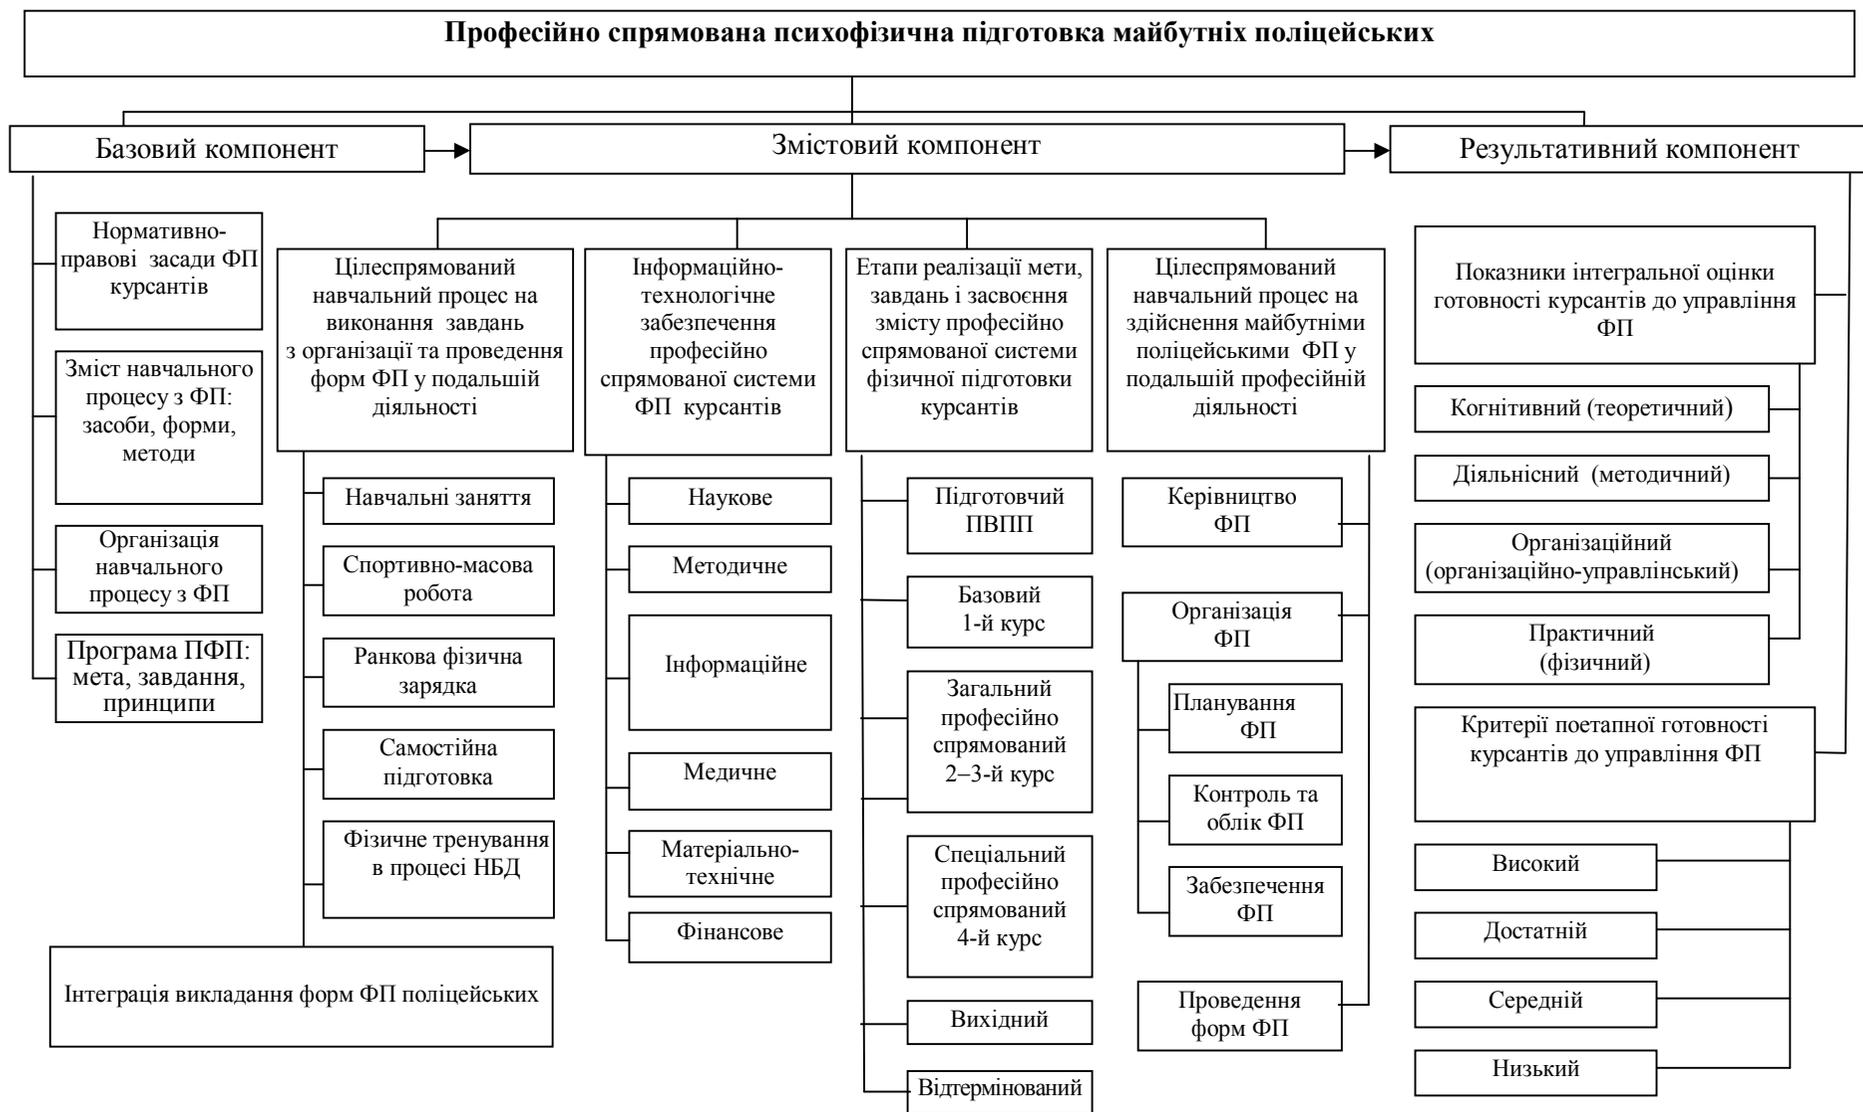 Професійно спрямована психофізична підготовка майбутніх поліцейських
Базовий компонент
Змістовий компонент
Результативний компонент
Нормативно-
правові засади ФП
курсантів
Зміст навчального
процесу з ФП:
засоби, форми,
методи
Організація
навчального
процесу з ФП
Програма ПФП:
мета, завдання,
принципи
Цілеспрямований
навчальний процес на
виконання завдань
з організації та проведення
форм ФП у подальшій
діяльності
Навчальні заняття
Спортивно-масова
робота
Ранкова фізична
зарядка
Самостійна
підготовка
Фізичне тренування
в процесі НБД
Інтеграція викладання форм ФП поліцейських
Інформаційно-
технологічне
забезпечення
професійно
спрямованої системи
ФП курсантів
Наукове
Методичне
Інформаційне
Медичне
Матеріально-
технічне
Фінансове
Етапи реалізації мети,
завдань і засвоєння
змісту професійно
спрямованої системи
фізичної підготовки
курсантів
Підготовчий
ПВПП
Базовий
1-й курс
Загальний
професійно
спрямований
2–3-й курс
Спеціальний
професійно
спрямований
4-й курс
Вихідний
Відтермінований
Цілеспрямований
навчальний процес на
здійснення майбутніми
поліцейськими ФП у
подальшій професійній
діяльності
Керівництво
ФП
Організація
ФП
Планування
ФП
Контроль та
облік ФП
Забезпечення
ФП
Проведення
форм ФП
Показники інтегральної оцінки
готовності курсантів до управління
ФП
Когнітивний (теоретичний)
Діяльнісний (методичний)
Організаційний
(організаційно-управлінський)
Практичний
(фізичний)
Критерії поетапної готовності
курсантів до управління ФП
Високий
Достатній
Середній
Низький